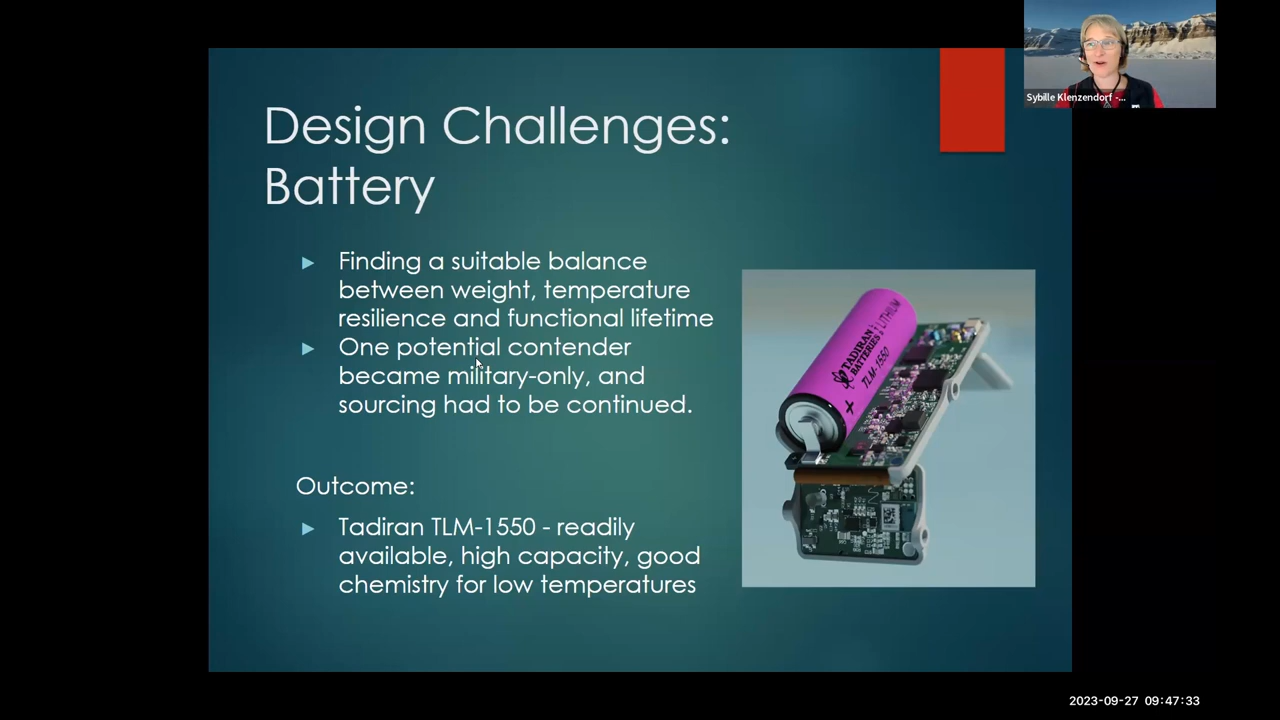 Design Challenges:
Battery
Finding a suitable balance
between weight, temperature
resilience and functional lifetime
One potential contender
became military-only, and
sourcing had to be continued.
Outcome:
Tadiran TLM-1550 - readily
available, high capacity, good
chemistry for low temperatures
TADIRAN
BATTERIES
LITHIUM
TLM-1550
+
Sybille Klenzendorf -...
2023-09-27 09:47:33